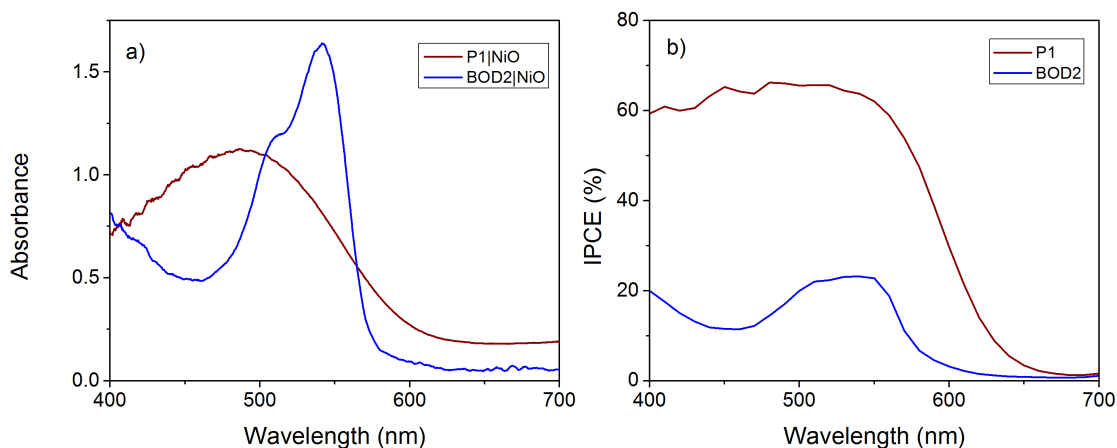 a)
P1|NiO
BOD2|NiO
1.5
1.0
0.5
0.0
Absorbance
400 500 600 700
Wavelength (nm)
b)
P1
BOD2
80
60
40
20
0
IPCE (%)
400 500 600 700
Wavelength (nm)